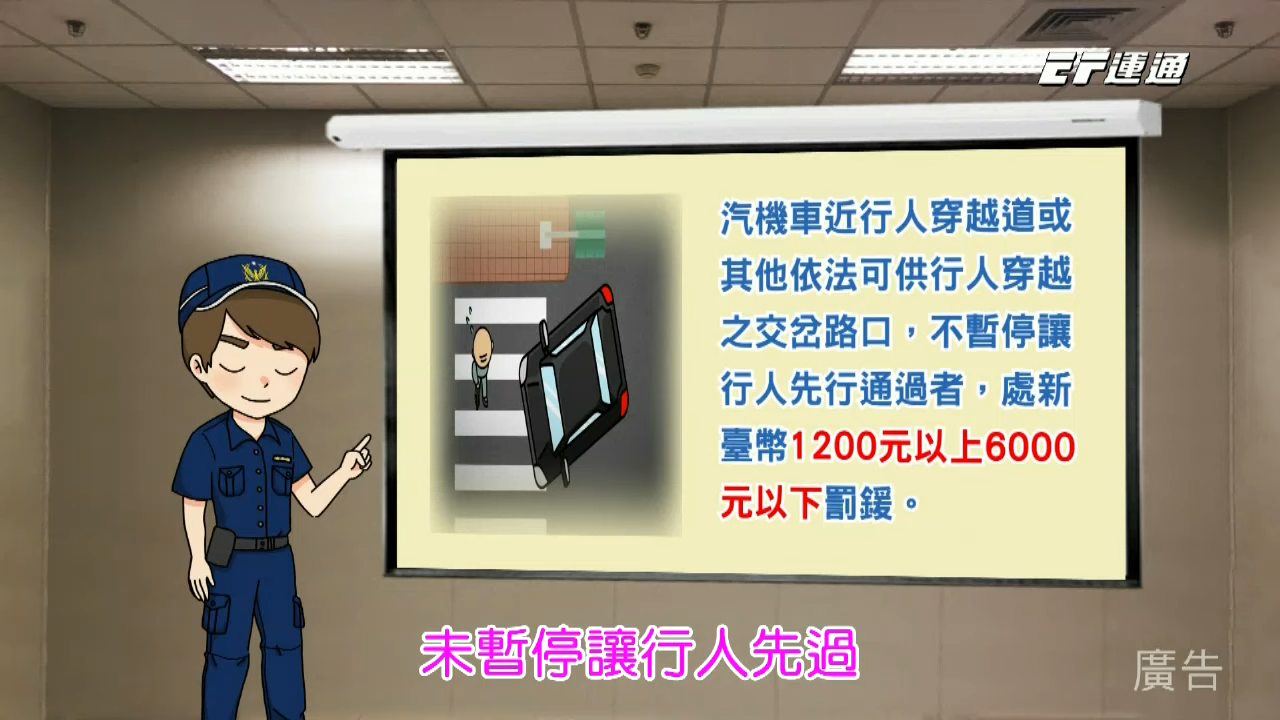 ET運通
汽機車近行人穿越道或
其他依法可供行人穿越
之交岔路口，不暫停讓
行人先行通過者，處新
臺幣1200元以上6000
元以下罰鍰。
未暫停讓行人先過
廣告